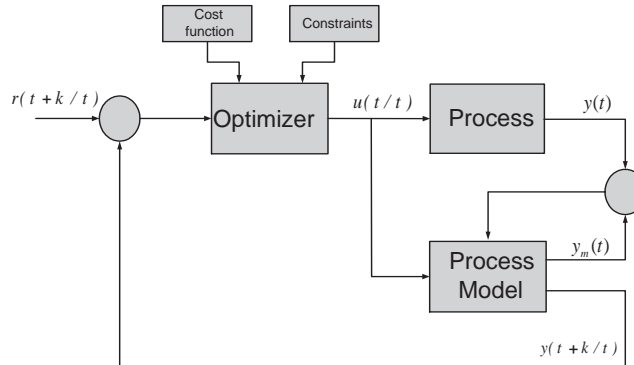 Cost
function
Constraints
r(t+k/t)
Optimizer
u(t/t)
Process
y(t)
Process
Model
y_m(t)
y(t+k/t)